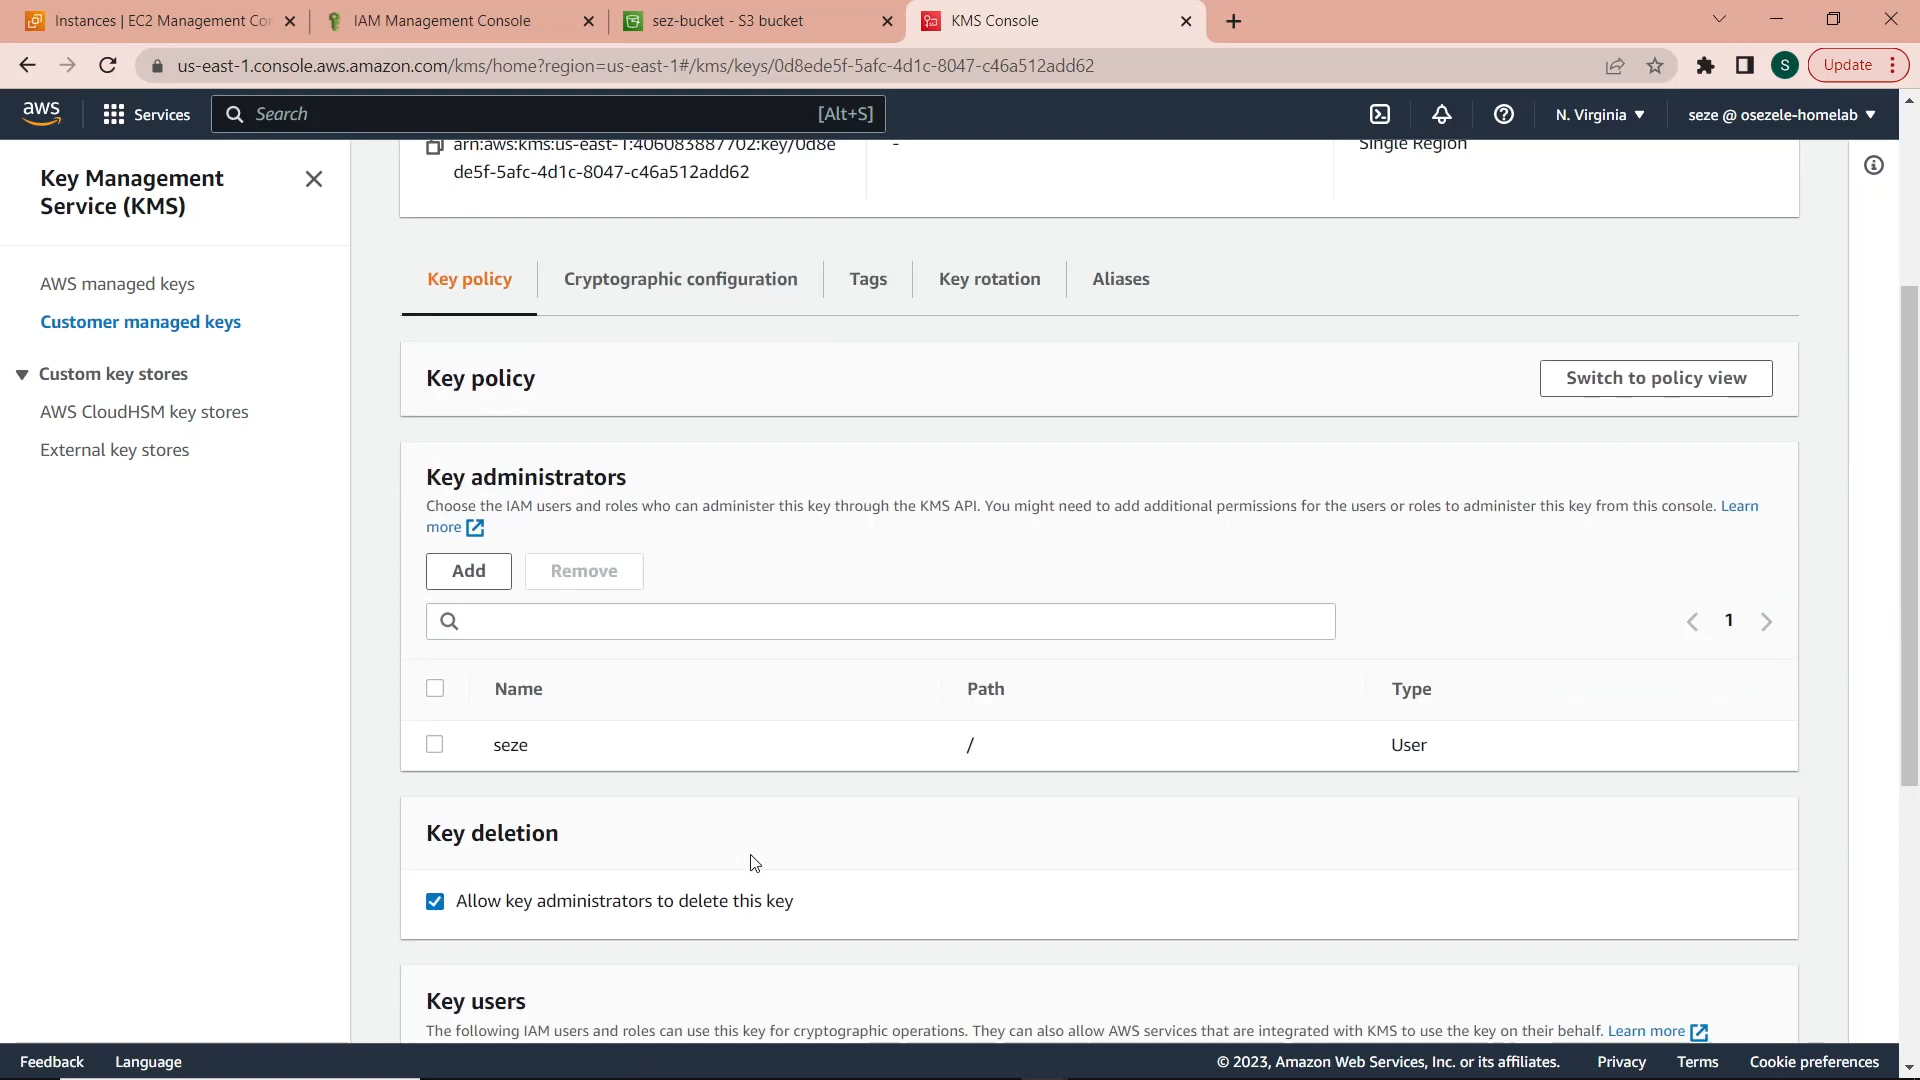 Instances | EC2 Management Con
IAM Management Console
sez-bucket - S3 bucket
KMS Console
us-east-1.console.aws.amazon.com/kms/home?region=us-east-1#/kms/keys/0d8ede5f-5afc-4d1c-8047-c46a512add62
S
Update
aws
Services
Search
[Alt+S]
N. Virginia
seze @ osezele-homelab
Key Management
Service (KMS)
AWS managed keys
Customer managed keys
Custom key stores
AWS CloudHSM key stores
External key stores
arn:aws:kms:us-east-1:406083887702:key/0d8e
de5f-5afc-4d1c-8047-c46a512add62
-
Single Region
Key policy
Cryptographic configuration
Tags
Key rotation
Aliases
Key policy
Switch to policy view
Key administrators
Choose the IAM users and roles who can administer this key through the KMS API. You might need to add additional permissions for the users or roles to administer this key from this console. Learn
more
Add
Remove
1
Name
Path
Type
seze
/
User
Key deletion
Allow key administrators to delete this key
Key users
The following IAM users and roles can use this key for cryptographic operations. They can also allow AWS services that are integrated with KMS to use the key on their behalf. Learn more
Feedback
Language
© 2023, Amazon Web Services, Inc. or its affiliates.
Privacy
Terms
Cookie preferences